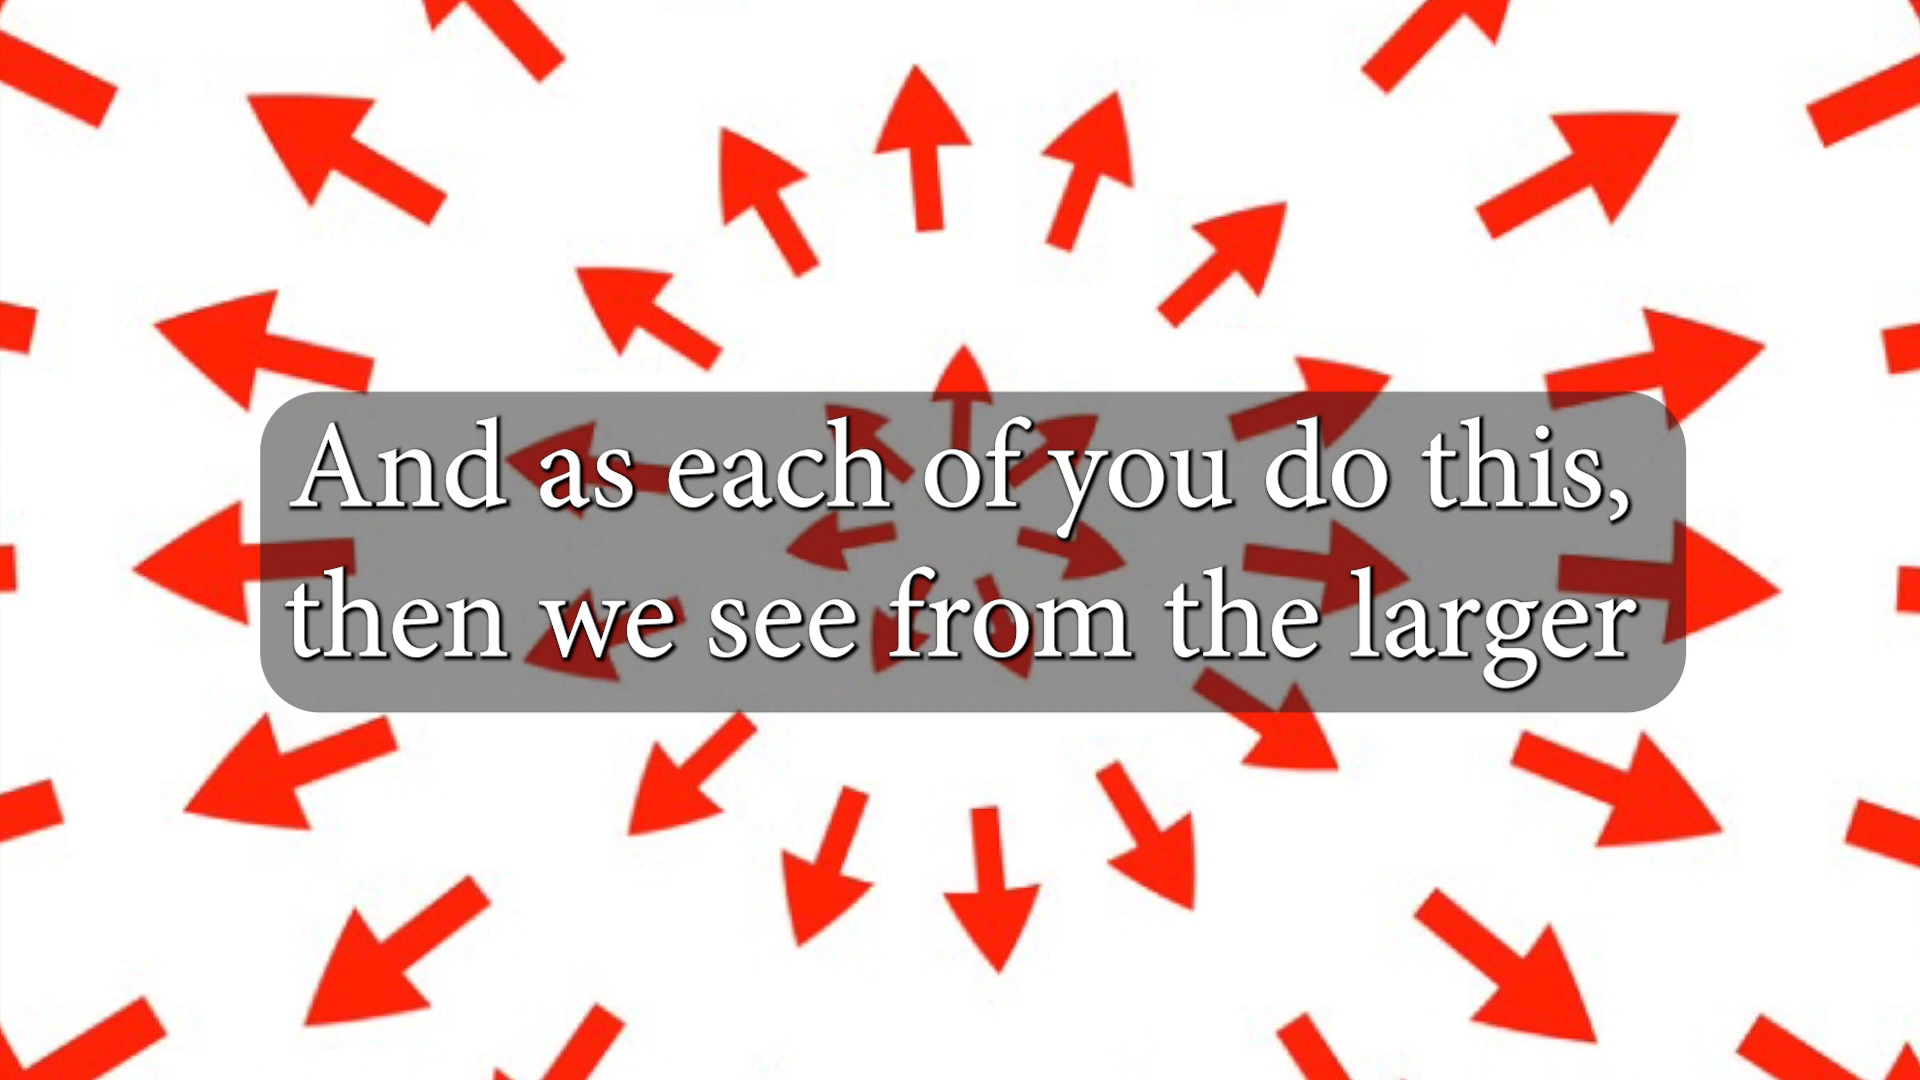 And as each of you do this,
then we see from the larger